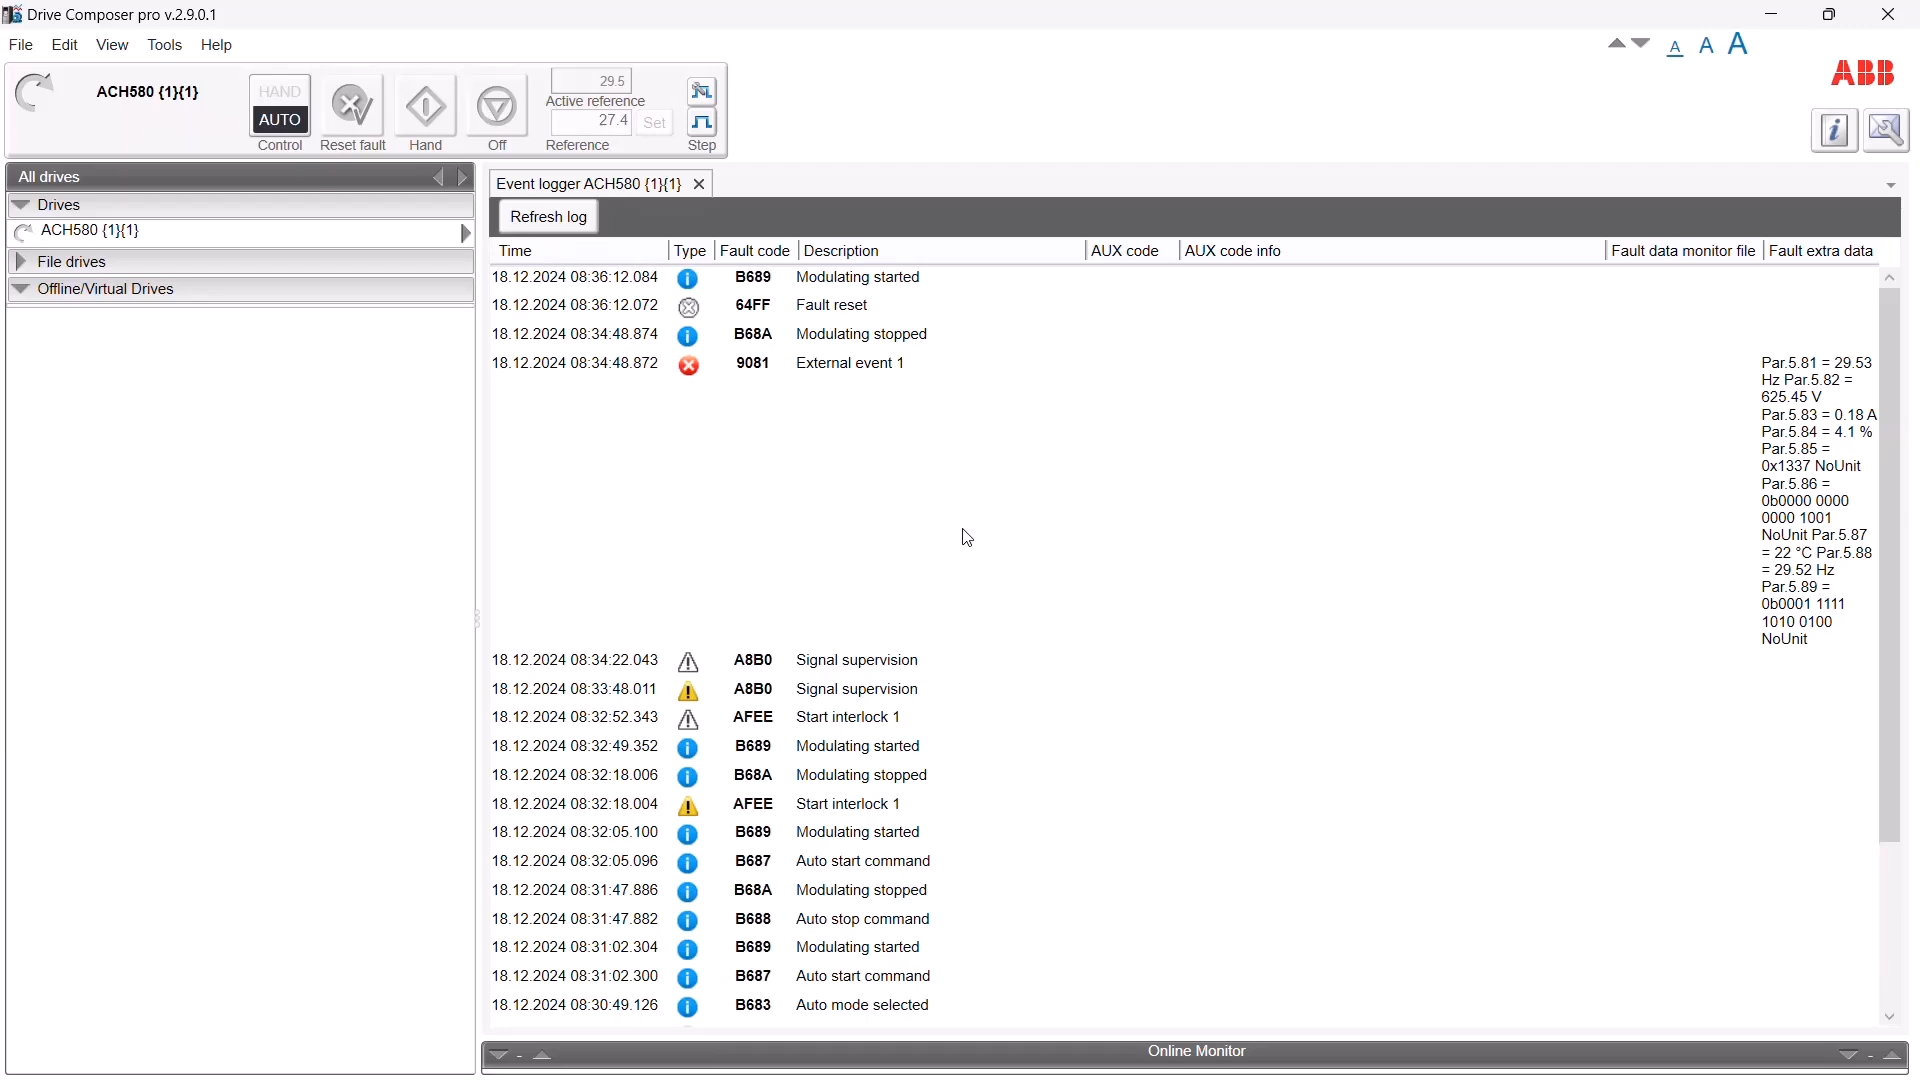 Drive Composer pro v.2.9.0.1
File Edit View Tools Help
A A A
ABB
ACH580 {1}{1}
HAND
AUTO
Control
Reset fault
Hand
Off
29.5
Active reference
27.4 Set
Reference
Step
All drives
Drives
ACH580 {1}{1}
File drives
Offline/Virtual Drives
Event logger ACH580 {1}{1}
Refresh log
Time Type Fault code Description AUX code AUX code info Fault data monitor file Fault extra data
18.12.2024 08:36:12.084 B689 Modulating started
18.12.2024 08:36:12.072 64FF Fault reset
18.12.2024 08:34:48.874 B68A Modulating stopped
18.12.2024 08:34:48.872 9081 External event 1
Par.5.81 = 29.53
Hz Par.5.82 =
625.45 V
Par.5.83 = 0.18 A
Par.5.84 = 4.1 %
Par.5.85 =
0x1337 NoUnit
Par.5.86 =
0b0000 0000
0000 1001
NoUnit Par.5.87
= 22 °C Par.5.88
= 29.52 Hz
Par.5.89 =
0b0001 1111
1010 0100
NoUnit
18.12.2024 08:34:22.043 A8B0 Signal supervision
18.12.2024 08:33:48.011 A8B0 Signal supervision
18.12.2024 08:32:52.343 AFEE Start interlock 1
18.12.2024 08:32:49.352 B689 Modulating started
18.12.2024 08:32:18.006 B68A Modulating stopped
18.12.2024 08:32:18.004 AFEE Start interlock 1
18.12.2024 08:32:05.100 B689 Modulating started
18.12.2024 08:32:05.096 B687 Auto start command
18.12.2024 08:31:47.886 B68A Modulating stopped
18.12.2024 08:31:47.882 B688 Auto stop command
18.12.2024 08:31:02.304 B689 Modulating started
18.12.2024 08:31:02.300 B687 Auto start command
18.12.2024 08:30:49.126 B683 Auto mode selected
Online Monitor